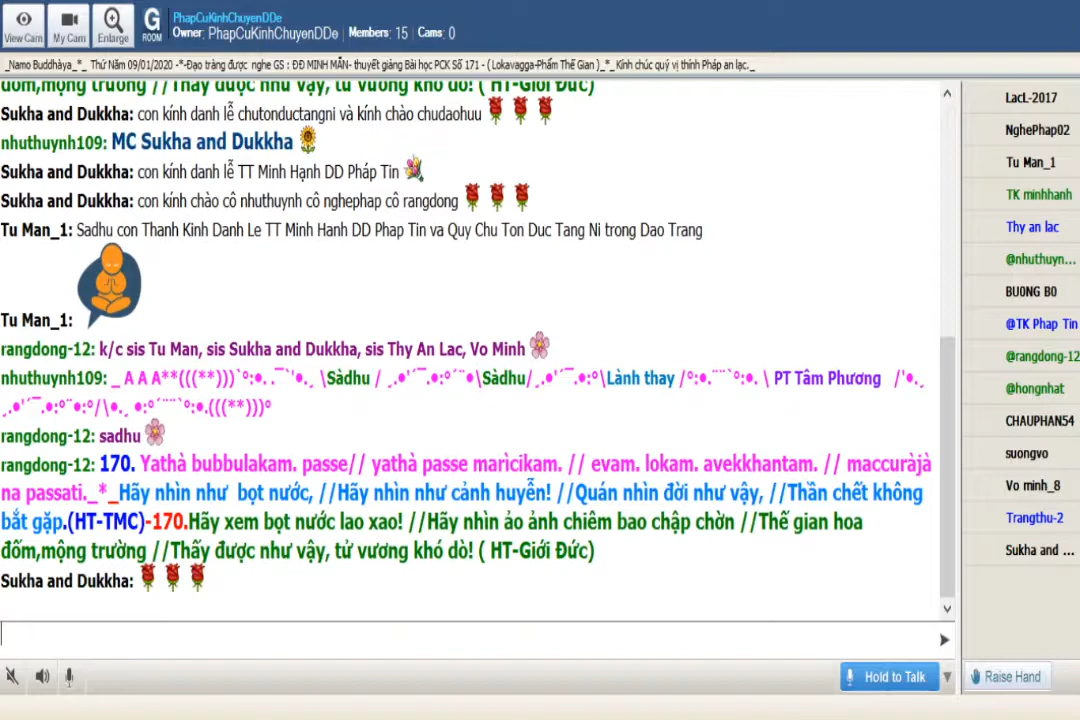 PhapCuKinhChuyenDDe
Owner: PhapCuKinhChuyenDDe Members: 15 Cams: 0
View Cam My Cam Enlarge G ROOM
_Namo Buddhàya_*_ Thứ Năm 09/01/2020 -*-Đạo tràng được nghe GS : ĐĐ MINH MẪN- thuyết giảng Bài học PCK Số 171 - ( Lokavagga-Phẩm Thế Gian )_*_Kính chúc quý vị thính Pháp an lạc._
đốm,mộng trường //Thấy được như vậy, tử vương khó dò! ( HT-Giới Đức)
Sukha and Dukkha: con kính danh lễ chutonductangni và kính chào chudaohuu
nhuthuynh109: MC Sukha and Dukkha
Sukha and Dukkha: con kính danh lễ TT Minh Hạnh DD Pháp Tin
Sukha and Dukkha: con kính chào cô nhuthuynh cô nghephap cô rangdong
Tu Man_1: Sadhu con Thanh Kinh Danh Le TT Minh Hanh DD Phap Tin va Quy Chu Ton Duc Tang Ni trong Dao Trang
Tu Man_1:
rangdong-12: k/c sis Tu Man, sis Sukha and Dukkha, sis Thy An Lac, Vo Minh
nhuthuynh109: _ A A A**(((**)))`°:•. .¯`'•.¸ \Sàdhu / ¸.•'´¯.•:°´¨•\Sàdhu/¸.•'´¯.•:°\Lành thay /°:•.¨¨`°:•. \ PT Tâm Phương /'•.¸
¸.•'´¯.•:°¨•:°/\•.¸ •:°´¨¨`°:•.(((**)))°
rangdong-12: sadhu
rangdong-12: 170. Yathà bubbulakam. passe// yathà passe marìcikam. // evam. lokam. avekkhantam. // maccuràjà
na passati._*_Hãy nhìn như bọt nước, //Hãy nhìn như cảnh huyễn! //Quán nhìn đời như vậy, //Thần chết không
bắt gặp.(HT-TMC)-170.Hãy xem bọt nước lao xao! //Hãy nhìn ảo ảnh chiêm bao chập chờn //Thế gian hoa
đốm,mộng trường //Thấy được như vậy, tử vương khó dò! ( HT-Giới Đức)
Sukha and Dukkha:
Hold to Talk
LacL-2017
NghePhap02
Tu Man_1
TK minhhanh
Thy an lac
@nhuthuyn...
BU0NG B0
@TK Phap Tin
@rangdong-12
@hongnhat
CHAUPHAN54
suongvo
Vo minh_8
Trangthu-2
Sukha and ...
Raise Hand